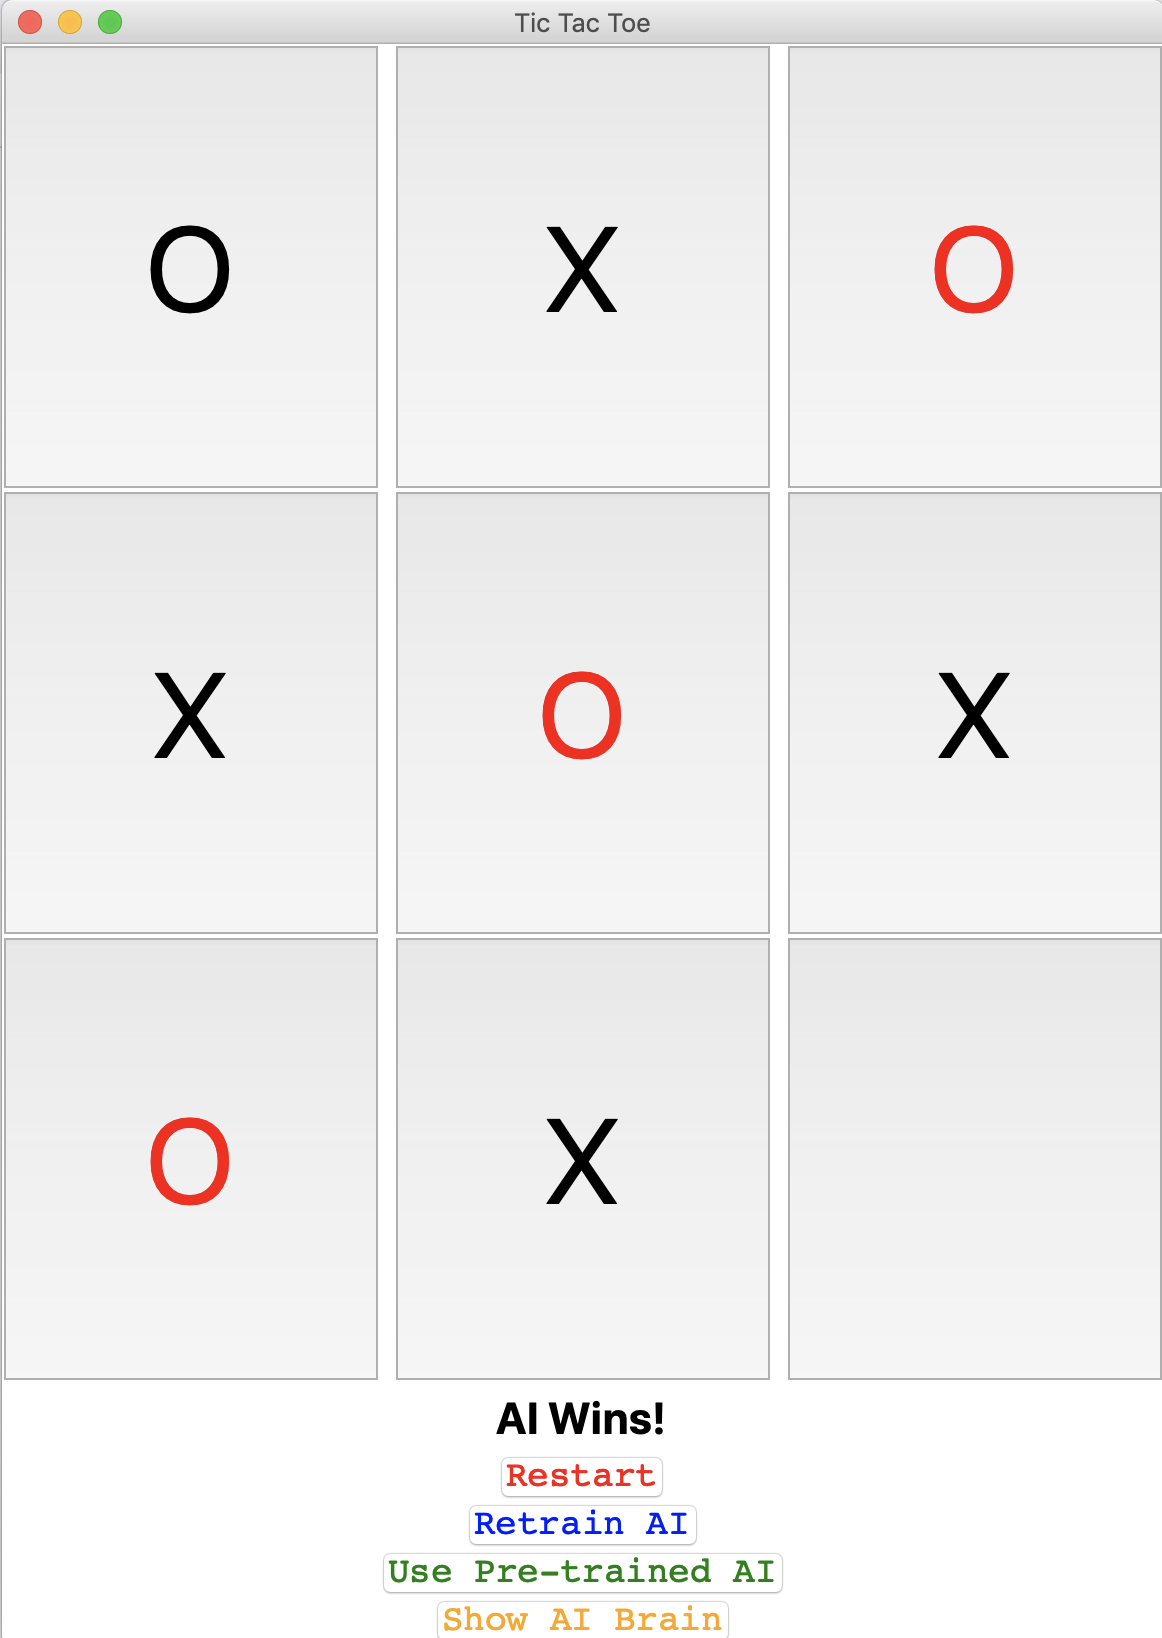 Tic Tac Toe
O X O
X O X
O X
AI Wins!
Restart
Retrain AI
Use Pre-trained AI
Show AI Brain